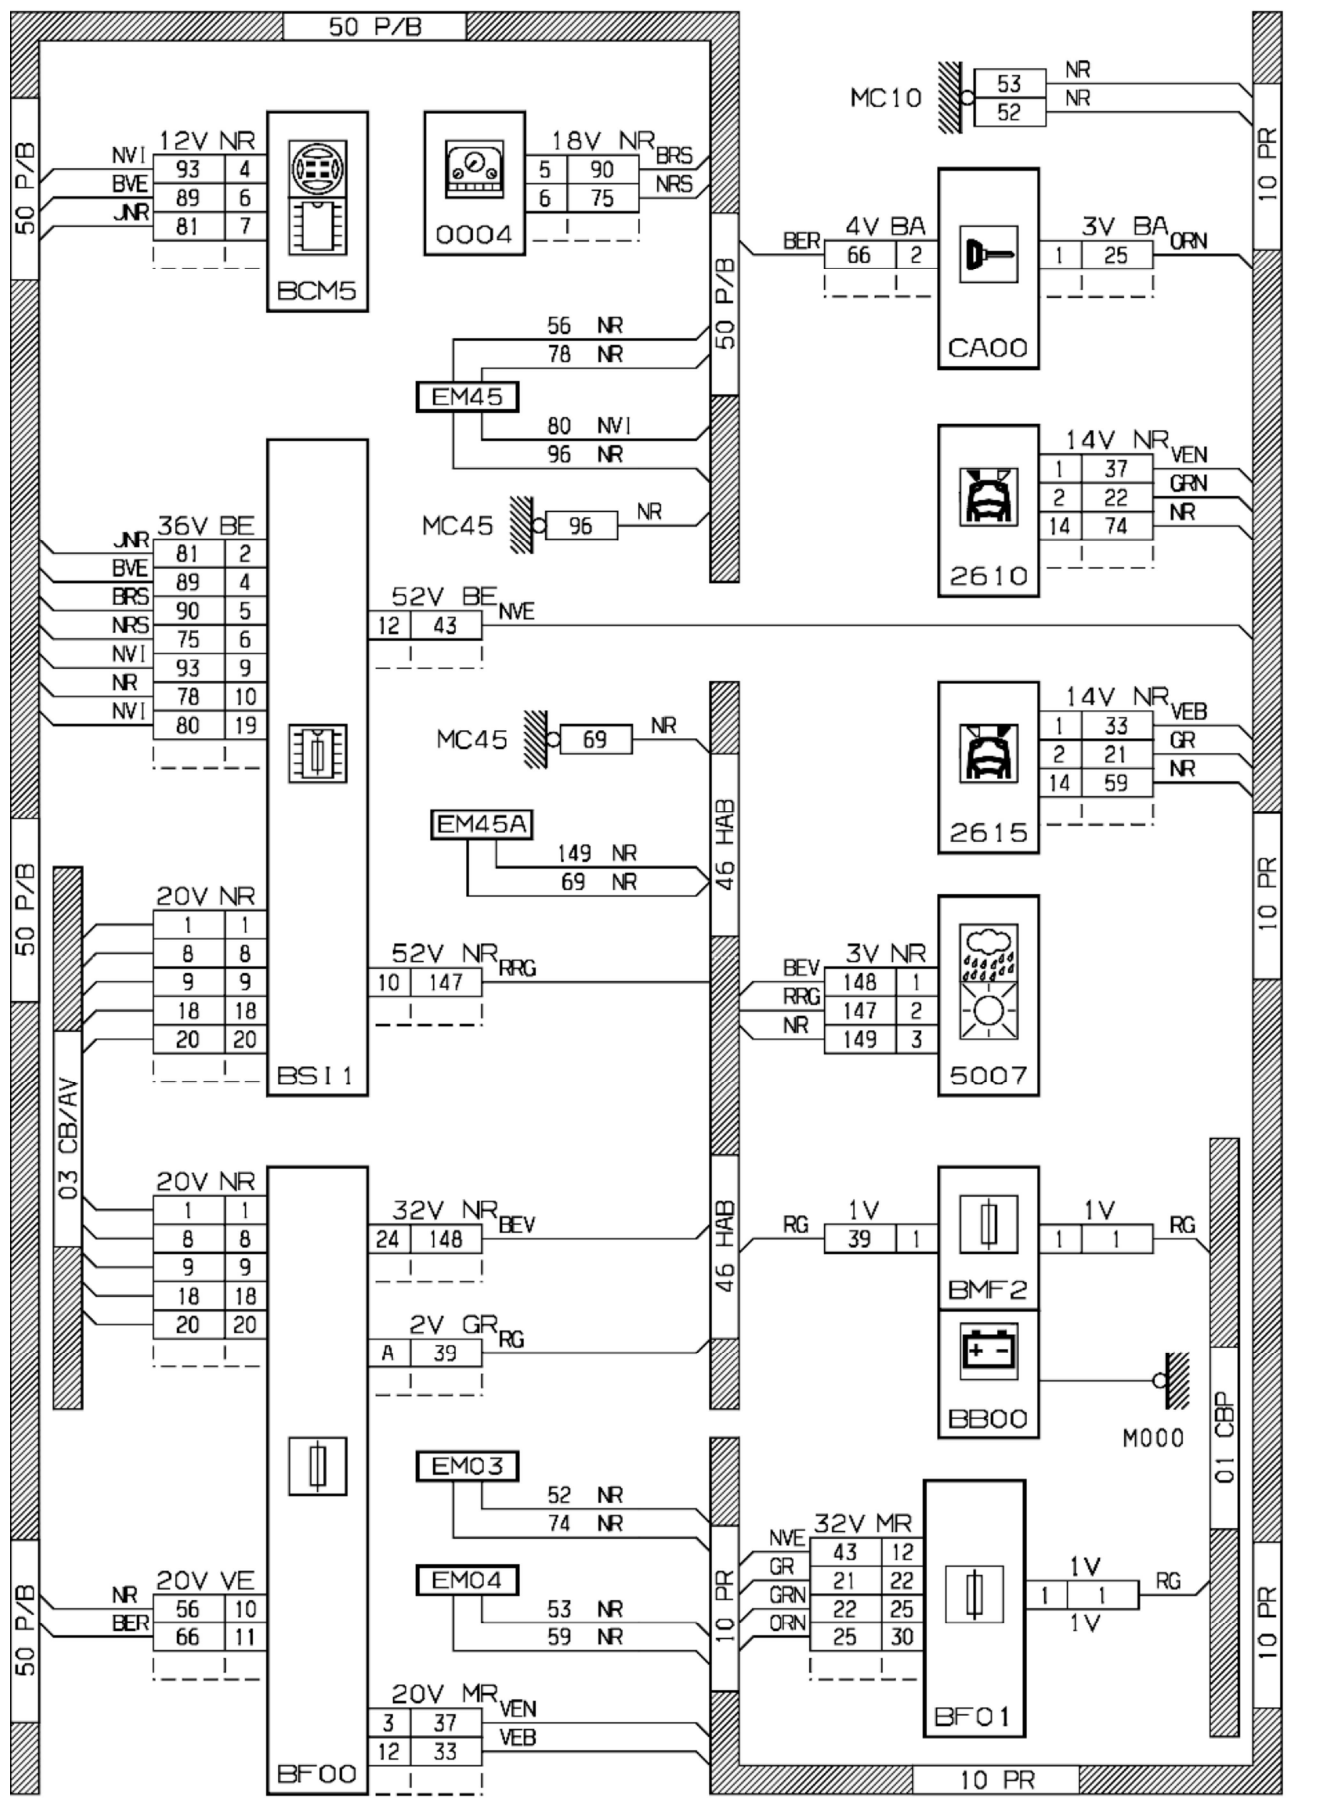 50 P/B
50 P/B
12V NR
NVI 93 4
BVE 89 6
JNR 81 7
BCM5
18V NR
5 90 BRS
6 75 NRS
0004
50 P/B
MC10
53 NR
52 NR
10 PR
4V BA
BER 66 2
3V BA
1 25 ORN
CA00
56 NR
78 NR
EM45
80 NVI
96 NR
MC45 96 NR
14V NR
1 37 VEN
2 22 GRN
14 74 NR
2610
36V BE
JNR 81 2
BVE 89 4
BRS 90 5
NRS 75 6
NVI 93 9
NR 78 10
NVI 80 19
52V BE
12 43 NVE
MC45 69 NR
14V NR
1 33 VEB
2 21 GR
14 59 NR
2615
EM45A
149 NR
69 NR
46 HAB
50 P/B
10 PR
20V NR
1 1
8 8
9 9
18 18
20 20
52V NR
10 147 RRG
BSI1
3V NR
BEV 148 1
RRG 147 2
NR 149 3
5007
03 CB/AV
20V NR
1 1
8 8
9 9
18 18
20 20
32V NR
24 148 BEV
2V GR
A 39 RG
46 HAB
1V
RG 39 1
1V
1 1 RG
BMF2
BB00
M000
01 CBP
EM03
52 NR
74 NR
EM04
53 NR
59 NR
10 PR
32V MR
NVE 43 12
GR 21 22
GRN 22 25
ORN 25 30
1V
1 1 RG
1V
BF01
10 PR
50 P/B
20V VE
NR 56 10
BER 66 11
20V MR
3 37 VEN
12 33 VEB
BF00
10 PR